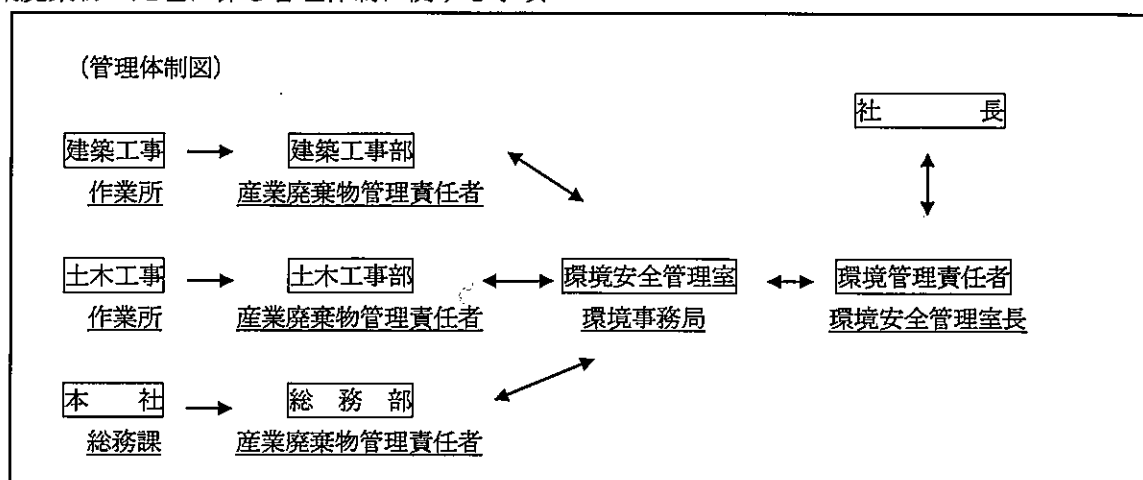 （管理体制図）
社　　　長
建築工事　→　建築工事部
作業所　産業廃棄物管理責任者
土木工事　→　土木工事部　↔　環境安全管理室　↔　環境管理責任者
作業所　産業廃棄物管理責任者　環境事務局　環境安全管理室長
本　　社　→　総　務　部
総務課　産業廃棄物管理責任者